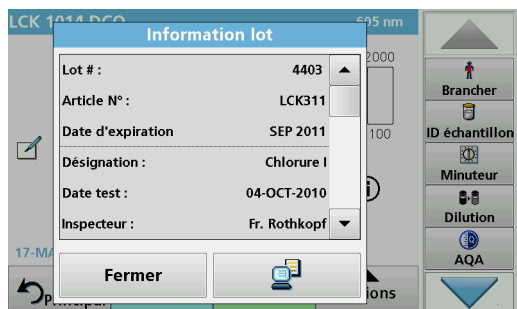 LCK 1014 DCO 605 nm
Information lot
2000
Lot # : 4403
Article N° : LCK311
Date d'expiration SEP 2011
100
Désignation : Chlorure I
Date test : 04-OCT-2010
Inspecteur : Fr. Rothkopf
17-MA
Fermer
Principal
ions
Brancher
ID échantillon
Minuteur
Dilution
AQA